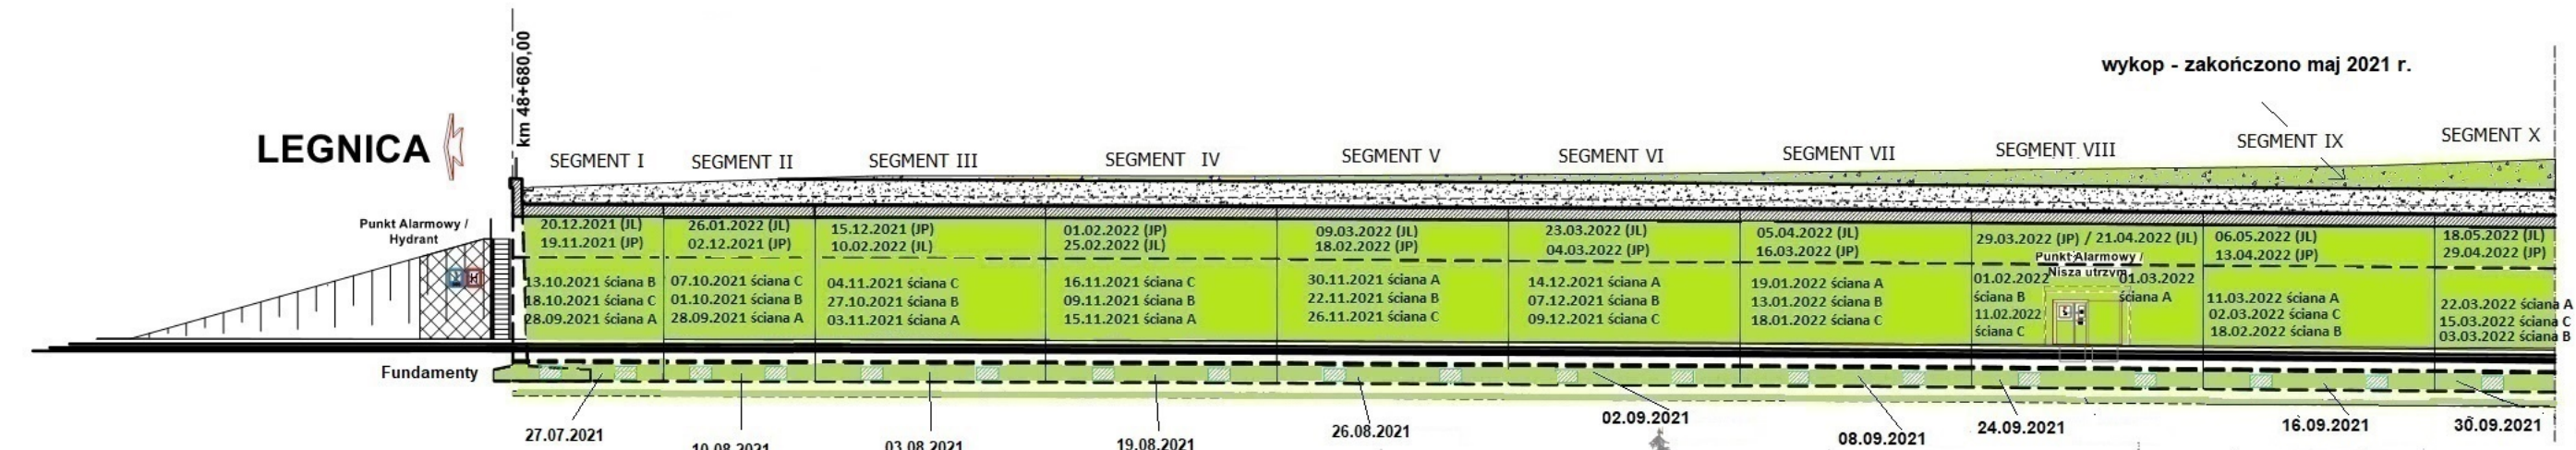 km 48+680,00
wykop - zakończono maj 2021 r.
LEGNICA
SEGMENT I
SEGMENT II
SEGMENT III
SEGMENT IV
SEGMENT V
SEGMENT VI
SEGMENT VII
SEGMENT VIII
SEGMENT IX
SEGMENT X
Punkt Alarmowy /
Hydrant
20.12.2021 (JL)
19.11.2021 (JP)
13.10.2021 ściana B
18.10.2021 ściana C
28.09.2021 ściana A
26.01.2022 (JL)
02.12.2021 (JP)
07.10.2021 ściana C
01.10.2021 ściana B
28.09.2021 ściana A
15.12.2021 (JP)
10.02.2022 (JL)
04.11.2021 ściana C
27.10.2021 ściana B
03.11.2021 ściana A
01.02.2022 (JP)
25.02.2022 (JL)
16.11.2021 ściana C
09.11.2021 ściana B
15.11.2021 ściana A
09.03.2022 (JL)
18.02.2022 (JP)
30.11.2021 ściana A
22.11.2021 ściana B
26.11.2021 ściana C
23.03.2022 (JL)
04.03.2022 (JP)
14.12.2021 ściana A
07.12.2021 ściana B
09.12.2021 ściana C
05.04.2022 (JL)
16.03.2022 (JP)
19.01.2022 ściana A
13.01.2022 ściana B
18.01.2022 ściana C
29.03.2022 (JP) / 21.04.2022 (JL)
Punkt Alarmowy /
Nisza utrzym.
01.02.2022
ściana B
11.02.2022
ściana C
01.03.2022
ściana A
06.05.2022 (JL)
13.04.2022 (JP)
11.03.2022 ściana A
02.03.2022 ściana C
18.02.2022 ściana B
18.05.2022 (JL)
29.04.2022 (JP)
22.03.2022 ściana A
15.03.2022 ściana C
03.03.2022 ściana B
Fundamenty
27.07.2021
10.08.2021
03.08.2021
19.08.2021
26.08.2021
02.09.2021
08.09.2021
24.09.2021
16.09.2021
30.09.2021